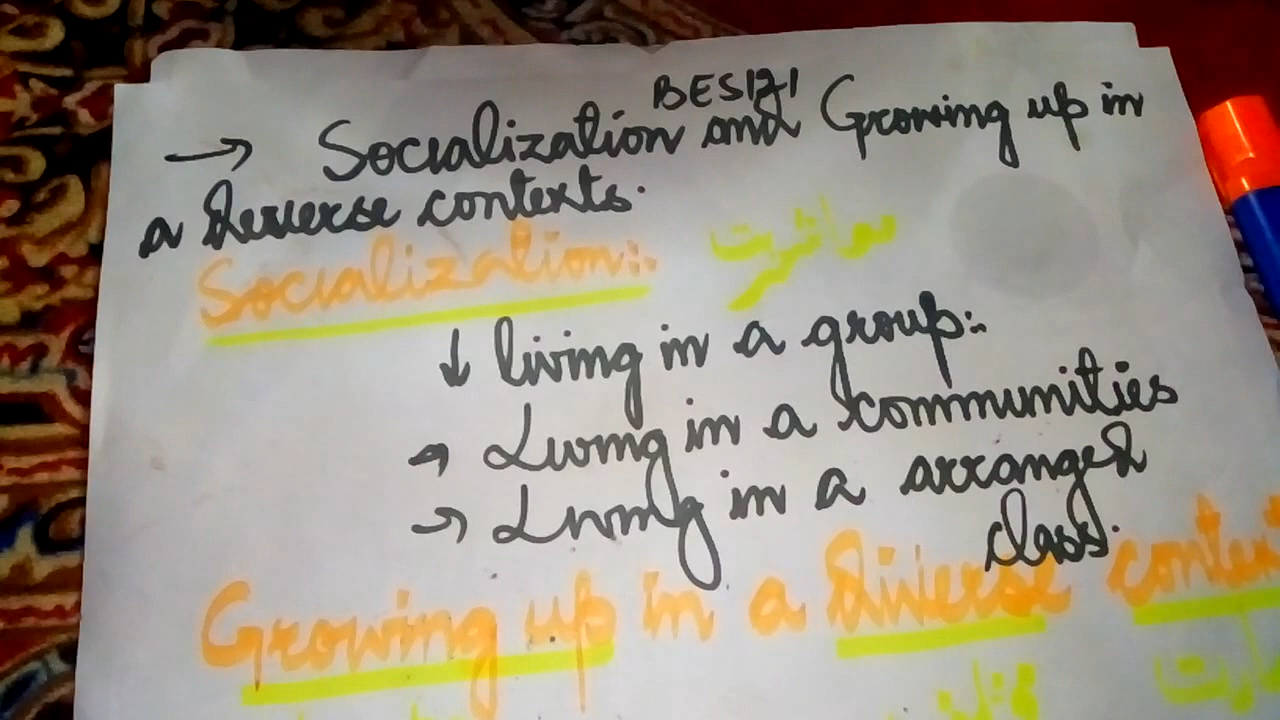 BES121
→ Socialization and Growing up in
a diverse contexts.
Socialization:- معاشریت
↓ living in a group:-
→ Living in a communities
→ Living in a arranged
class.
Growing up in a diverse context